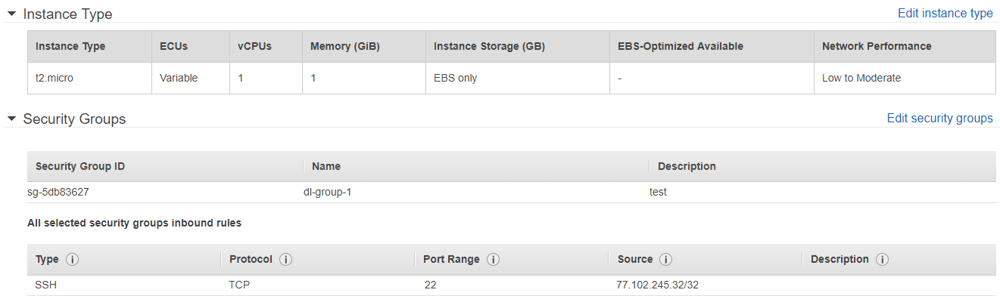 Instance Type Edit instance type
Instance Type ECUs vCPUs Memory (GiB) Instance Storage (GB) EBS-Optimized Available Network Performance
t2.micro Variable 1 1 EBS only - Low to Moderate
Security Groups Edit security groups
Security Group ID Name Description
sg-5db83627 dl-group-1 test
All selected security groups inbound rules
Type i Protocol i Port Range i Source i Description i
SSH TCP 22 77.102.245.32/32